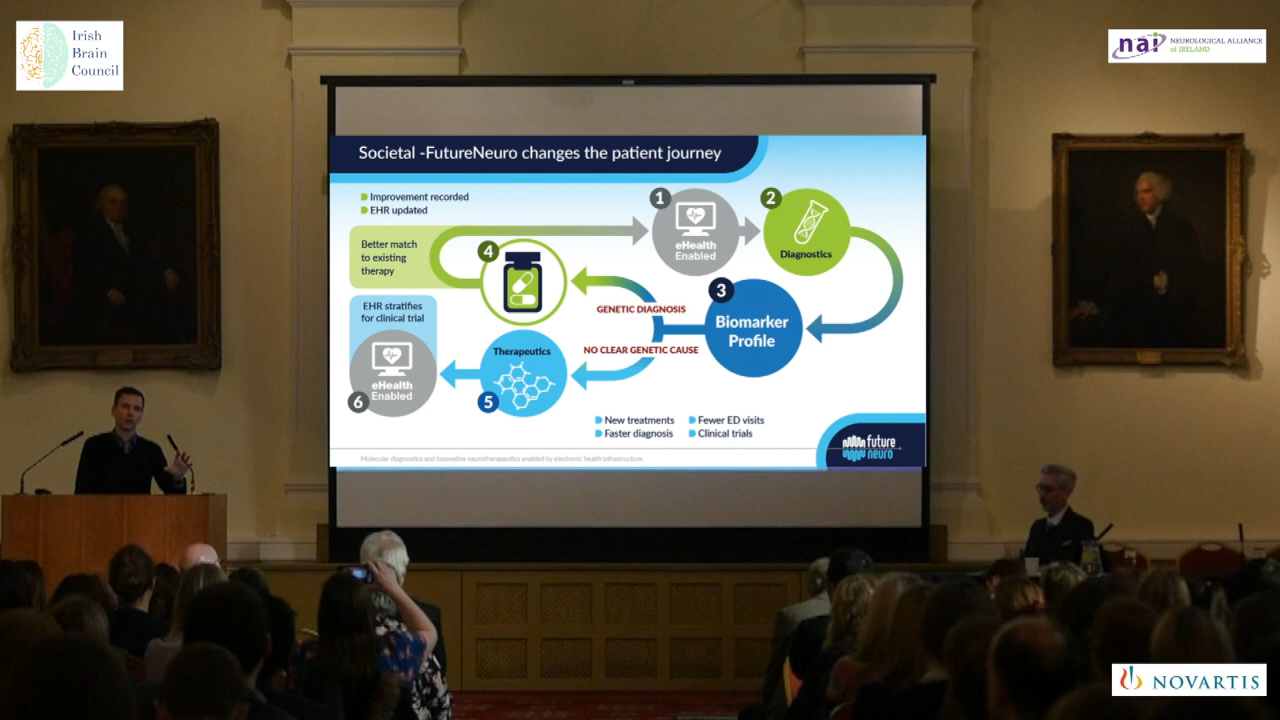 Irish
Brain
Council
nai NEUROLOGICAL ALLIANCE
of IRELAND
Societal -FutureNeuro changes the patient journey
Improvement recorded
EHR updated
1
eHealth
Enabled
2
Diagnostics
Better match
to existing
therapy
4
3
Biomarker
Profile
GENETIC DIAGNOSIS
NO CLEAR GENETIC CAUSE
EHR stratifies
for clinical trial
eHealth
Enabled
6
Therapeutics
5
New treatments
Faster diagnosis
Fewer ED visits
Clinical trials
future
neuro
Molecular diagnostics and innovative neurotherapeutics enabled by electronic health infrastructure.
NOVARTIS